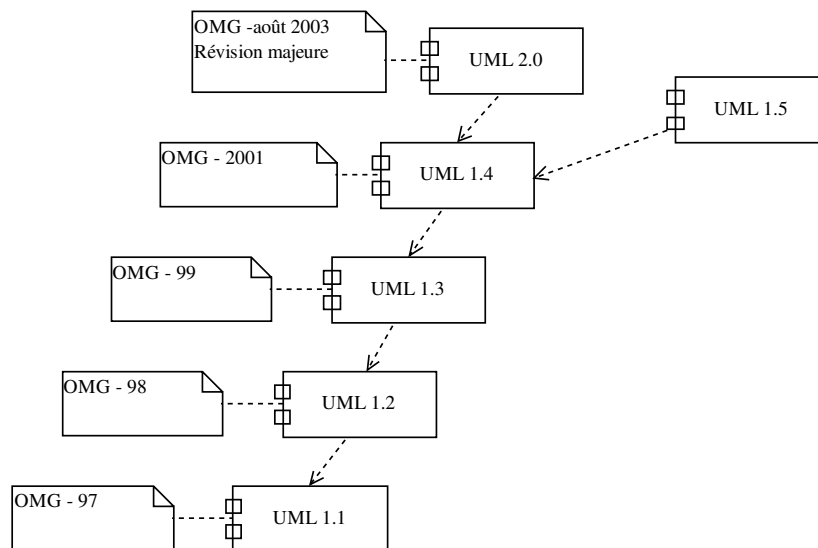 OMG -août 2003
Révision majeure
UML 2.0
UML 1.5
OMG - 2001
UML 1.4
OMG - 99
UML 1.3
OMG - 98
UML 1.2
OMG - 97
UML 1.1